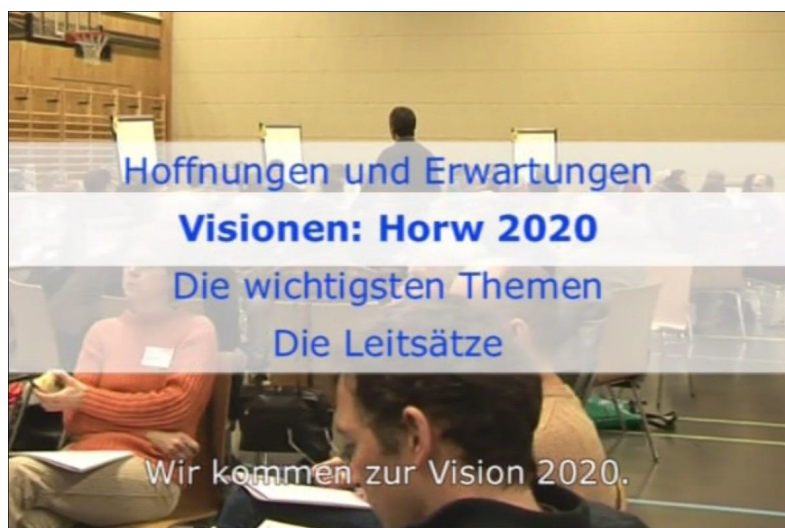 Hoffnungen und Erwartungen
Visionen: Horw 2020
Die wichtigsten Themen
Die Leitsätze
Wir kommen zur Vision 2020.